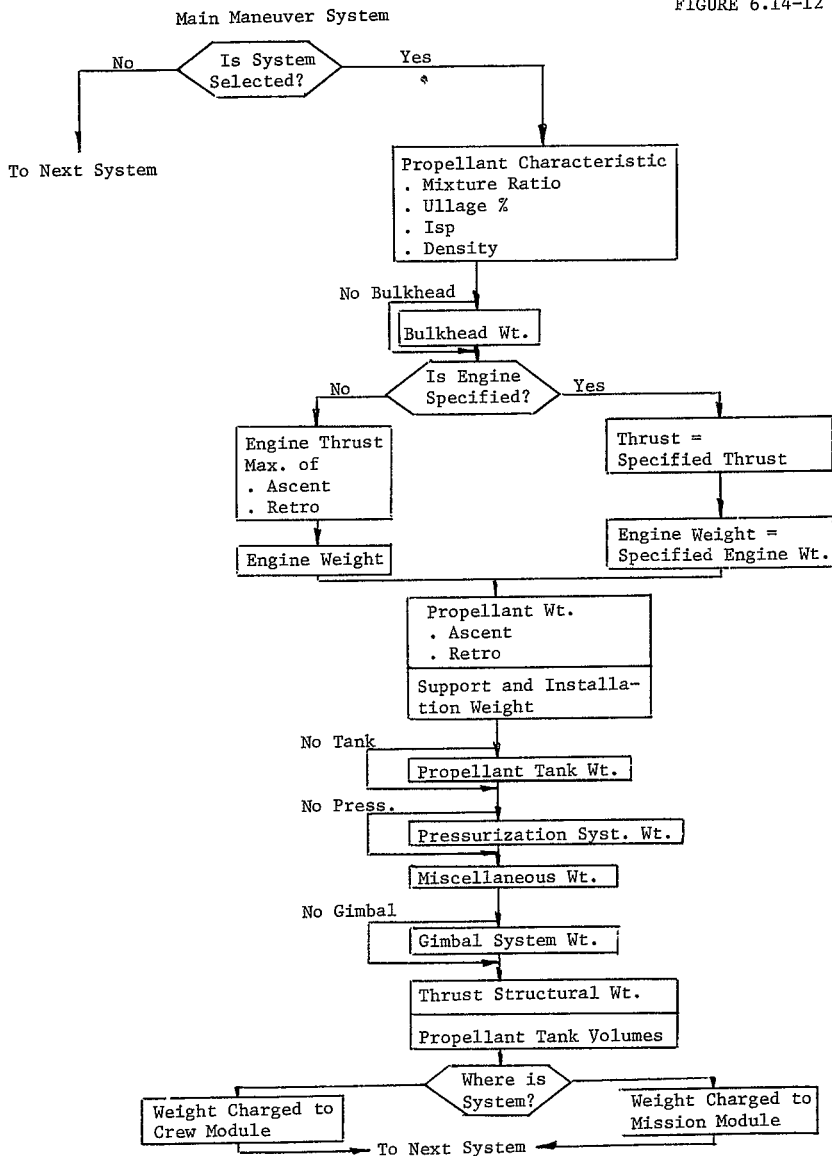 FIGURE 6.14-12
Main Maneuver System
Is System
Selected?
No
Yes
To Next System
Propellant Characteristic
. Mixture Ratio
. Ullage %
. Isp
. Density
No Bulkhead
Bulkhead Wt.
Is Engine
Specified?
No
Yes
Engine Thrust
Max. of
. Ascent
. Retro
Engine Weight
Thrust =
Specified Thrust
Engine Weight =
Specified Engine Wt.
Propellant Wt.
. Ascent
. Retro
Support and Installa-
tion Weight
No Tank
Propellant Tank Wt.
No Press.
Pressurization Syst. Wt.
Miscellaneous Wt.
No Gimbal
Gimbal System Wt.
Thrust Structural Wt.
Propellant Tank Volumes
Where is
System?
Weight Charged to
Crew Module
Weight Charged to
Mission Module
To Next System